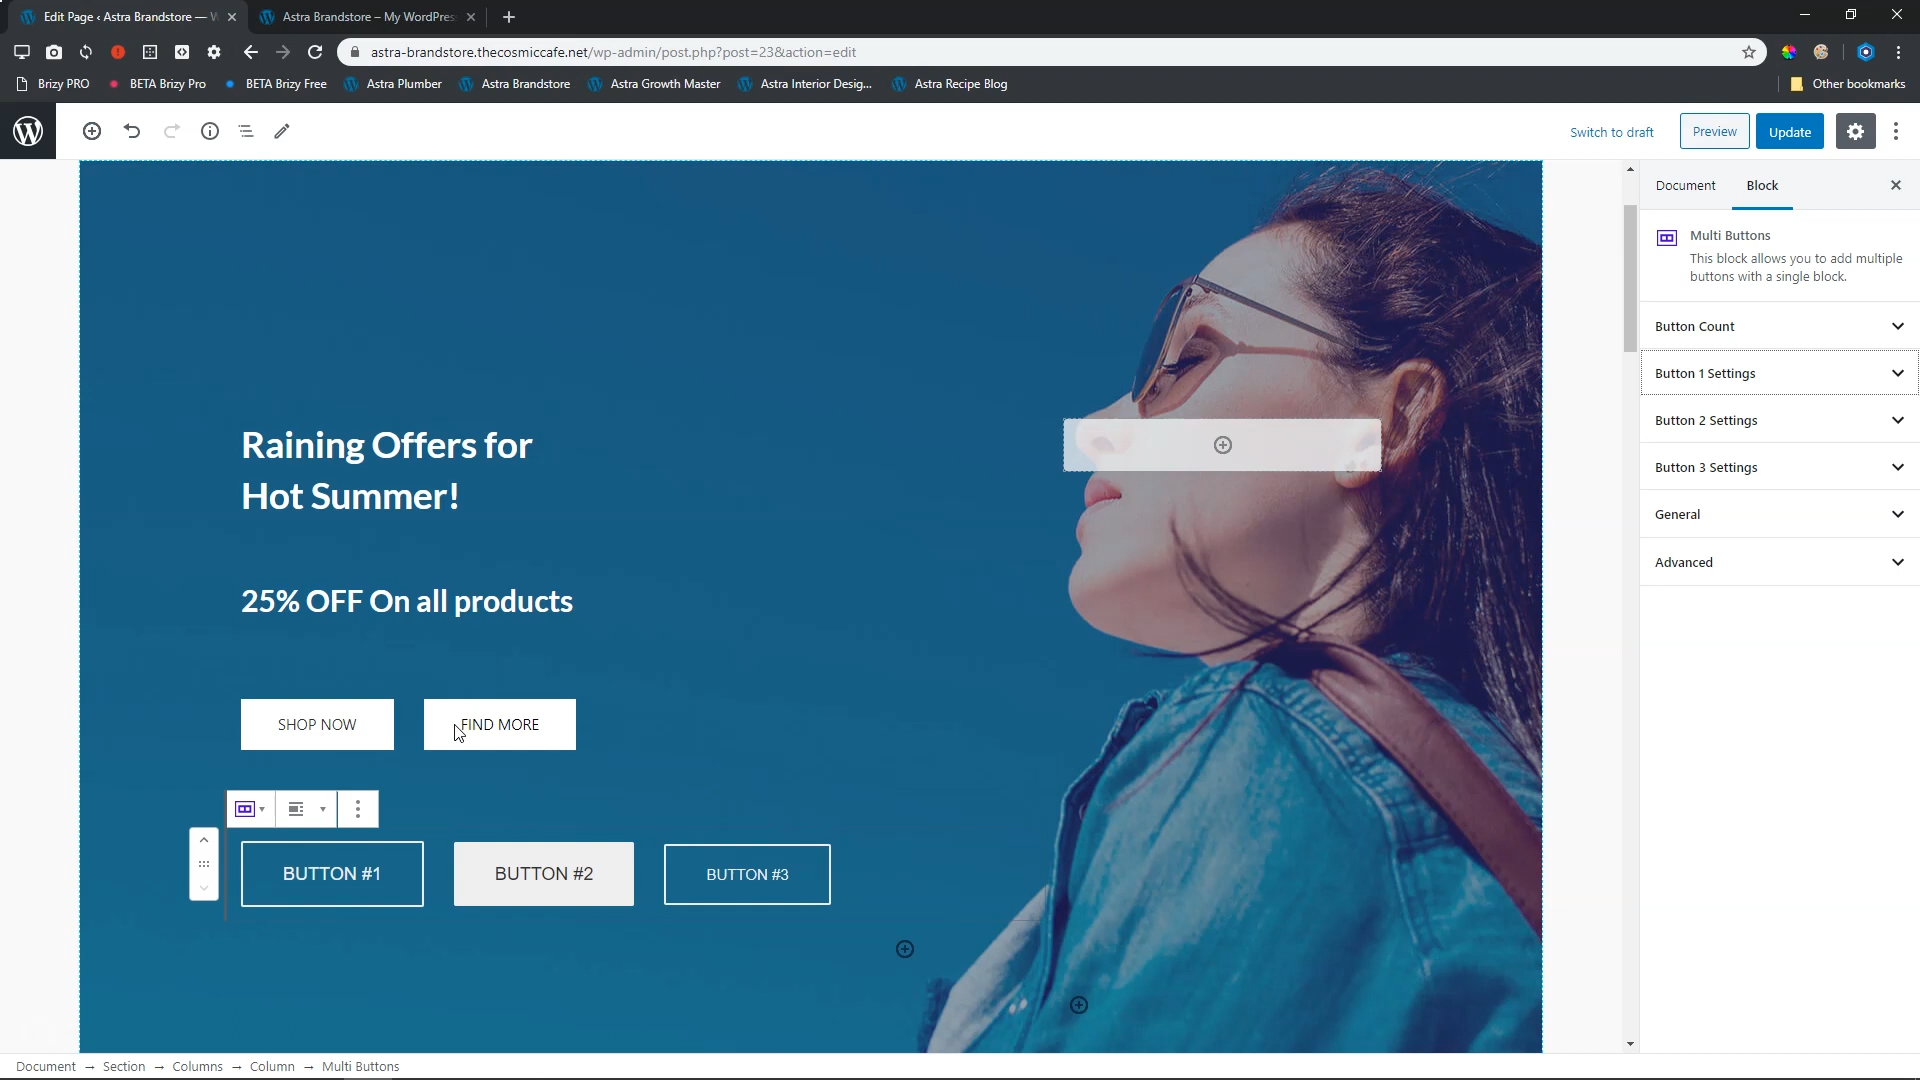 Edit Page ‹ Astra Brandstore — W
Astra Brandstore – My WordPress
astra-brandstore.thecosmiccafe.net/wp-admin/post.php?post=23&action=edit
Brizy PRO
BETA Brizy Pro
BETA Brizy Free
Astra Plumber
Astra Brandstore
Astra Growth Master
Astra Interior Desig...
Astra Recipe Blog
Other bookmarks
Switch to draft
Preview
Update
Document
Block
Multi Buttons
This block allows you to add multiple
buttons with a single block.
Button Count
Button 1 Settings
Button 2 Settings
Button 3 Settings
General
Advanced
Raining Offers for
Hot Summer!
25% OFF On all products
SHOP NOW
FIND MORE
BUTTON #1
BUTTON #2
BUTTON #3
Document → Section → Columns → Column → Multi Buttons